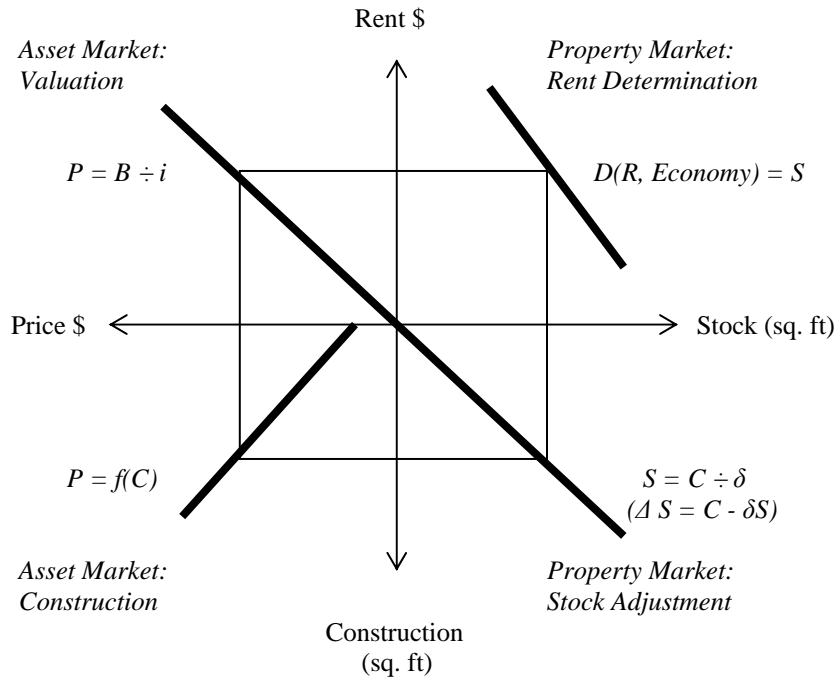 Rent $
Asset Market:
Valuation
Property Market:
Rent Determination
P = B ÷ i
D(R, Economy) = S
Price $
Stock (sq. ft)
P = f(C)
S = C ÷ δ
(Δ S = C - δS)
Asset Market:
Construction
Property Market:
Stock Adjustment
Construction
(sq. ft)